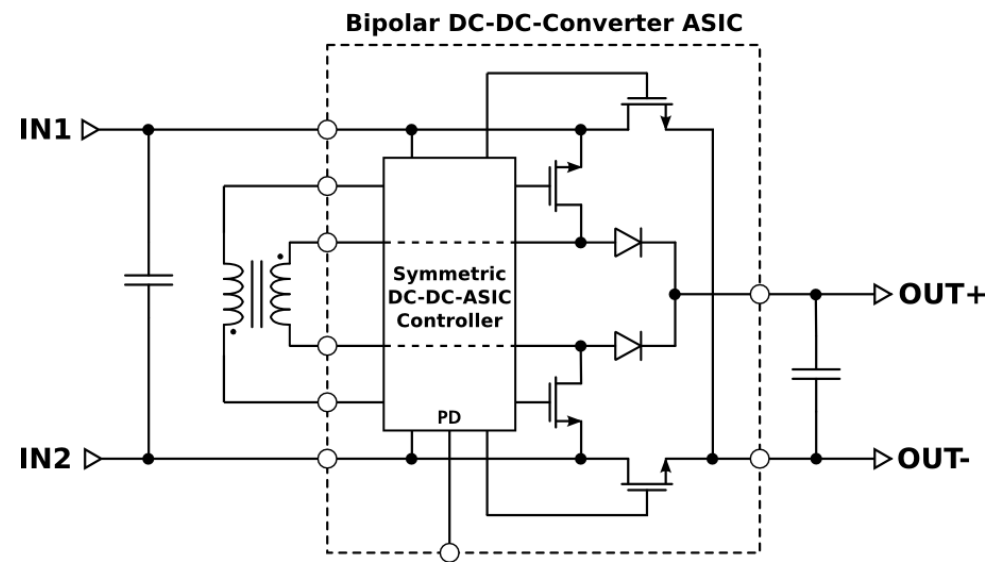 Bipolar DC-DC-Converter ASIC
IN1
Symmetric
DC-DC-ASIC
Controller
OUT+
PD
IN2
OUT-